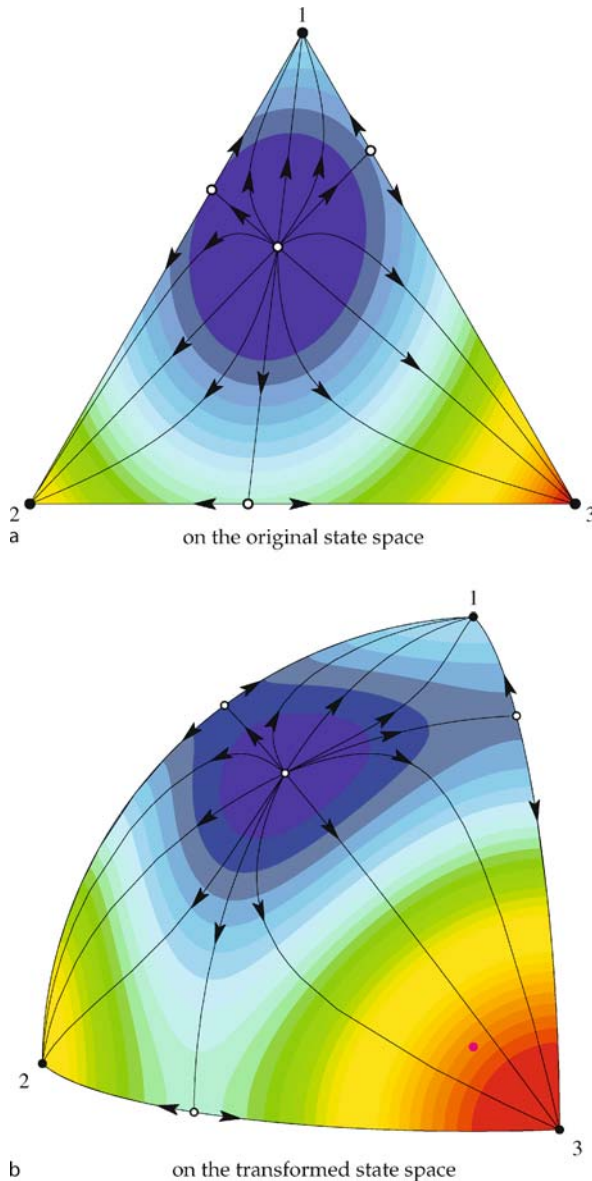 1
2
3
a
on the original state space
1
2
3
b
on the transformed state space